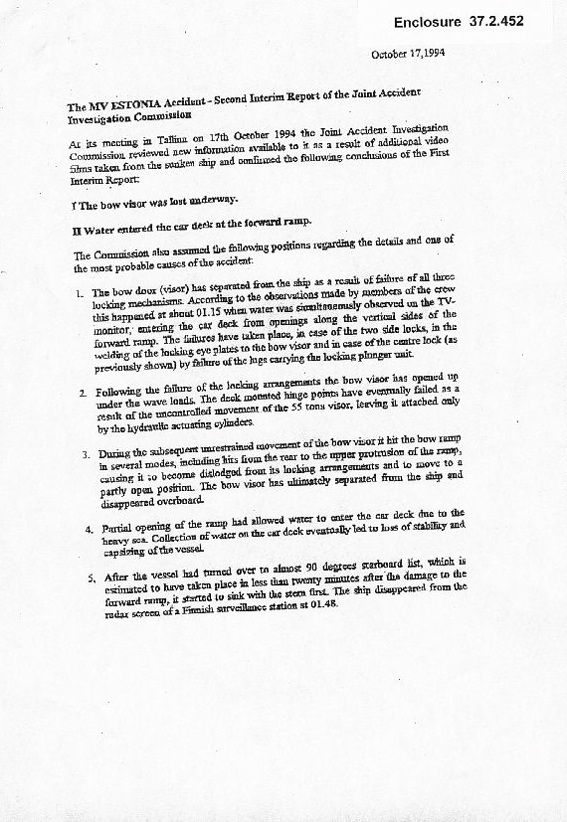 Enclosure 37.2.452
October 17,1994
The MV ESTONIA Accident - Second Interim Report of the Joint Accident
Investigation Commission
At its meeting in Tallinn on 17th October 1994 the Joint Accident Investigation
Commission reviewed new information available to it as a result of additional video
films taken from the sunken ship and confirmed the following conclusions of the First
Interim Report:
I The bow visor was lost underway.
II Water entered the car deck at the forward ramp.
The Commission also assumed the following positions regarding the details and one of
the most probable causes of the accident:
1. The bow door (visor) has separated from the ship as a result of failure of all three
locking mechanisms. According to the observations made by members of the crew
this happened at about 01.15 when water was simultaneously observed on the TV-
monitor, entering the car deck from openings along the vertical sides of the
forward ramp. The failures have taken place, in case of the two side locks, in the
welding of the locking eye plates to the bow visor and in case of the centre lock (as
previously shown) by failure of the lugs carrying the locking plunger unit.
2. Following the failure of the locking arrangements the bow visor has opened up
under the wave loads. The deck mounted hinge points have eventually failed as a
result of the uncontrolled movement of the 55 tons visor, leaving it attached only
by the hydraulic actuating cylinders.
3. During the subsequent unrestrained movement of the bow visor it hit the bow ramp
in several modes, including hits from the rear to the upper protrusion of the ramp,
causing it to become dislodged from its locking arrangements and to move to a
partly open position. The bow visor has ultimately separated from the ship and
disappeared overboard.
4. Partial opening of the ramp had allowed water to enter the car deck due to the
heavy sea. Collection of water on the car deck eventually led to loss of stability and
capsizing of the vessel.
5. After the vessel had turned over to almost 90 degrees starboard list, which is
estimated to have taken place in less than twenty minutes after the damage to the
forward ramp, it started to sink with the stern first. The ship disappeared from the
radar screen of a Finnish surveillance station at 01.48.